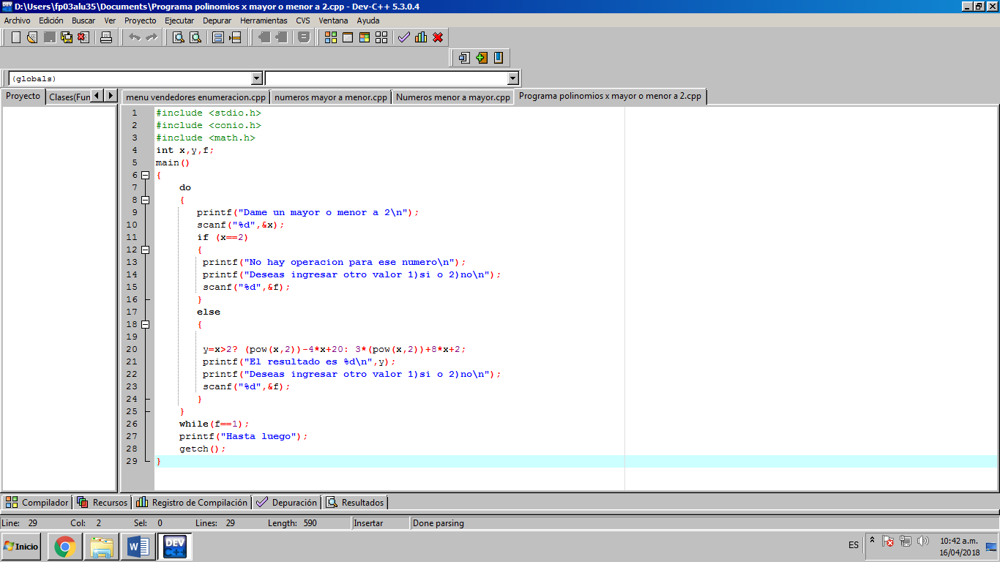 D:\Users\fp03alu35\Documents\Programa polinomios x mayor o menor a 2.cpp - Dev-C++ 5.3.0.4
Archivo Edición Buscar Ver Proyecto Ejecutar Depurar Herramientas CVS Ventana Ayuda
(globals)
Proyecto Clases(Fun menu vendedores enumeracion.cpp numeros mayor a menor.cpp Numeros menor a mayor.cpp Programa polinomios x mayor o menor a 2.cpp
1 #include <stdio.h>
2 #include <conio.h>
3 #include <math.h>
4 int x,y,f;
5 main()
6 {
7 do
8 {
9 printf("Dame un mayor o menor a 2\n");
10 scanf("%d",&x);
11 if (x==2)
12 {
13 printf("No hay operacion para ese numero\n");
14 printf("Deseas ingresar otro valor 1)si o 2)no\n");
15 scanf("%d",&f);
16 }
17 else
18 {
19
20 y=x>2? (pow(x,2))-4*x+20: 3*(pow(x,2))+8*x+2;
21 printf("El resultado es %d\n",y);
22 printf("Deseas ingresar otro valor 1)si o 2)no\n");
23 scanf("%d",&f);
24 }
25 }
26 while(f==1);
27 printf("Hasta luego");
28 getch();
29 }
Compilador Recursos Registro de Compilación Depuración Resultados
Line: 29 Col: 2 Sel: 0 Lines: 29 Length: 590 Insertar Done parsing
Inicio W DEV C++ ES 10:42 a.m.
16/04/2018